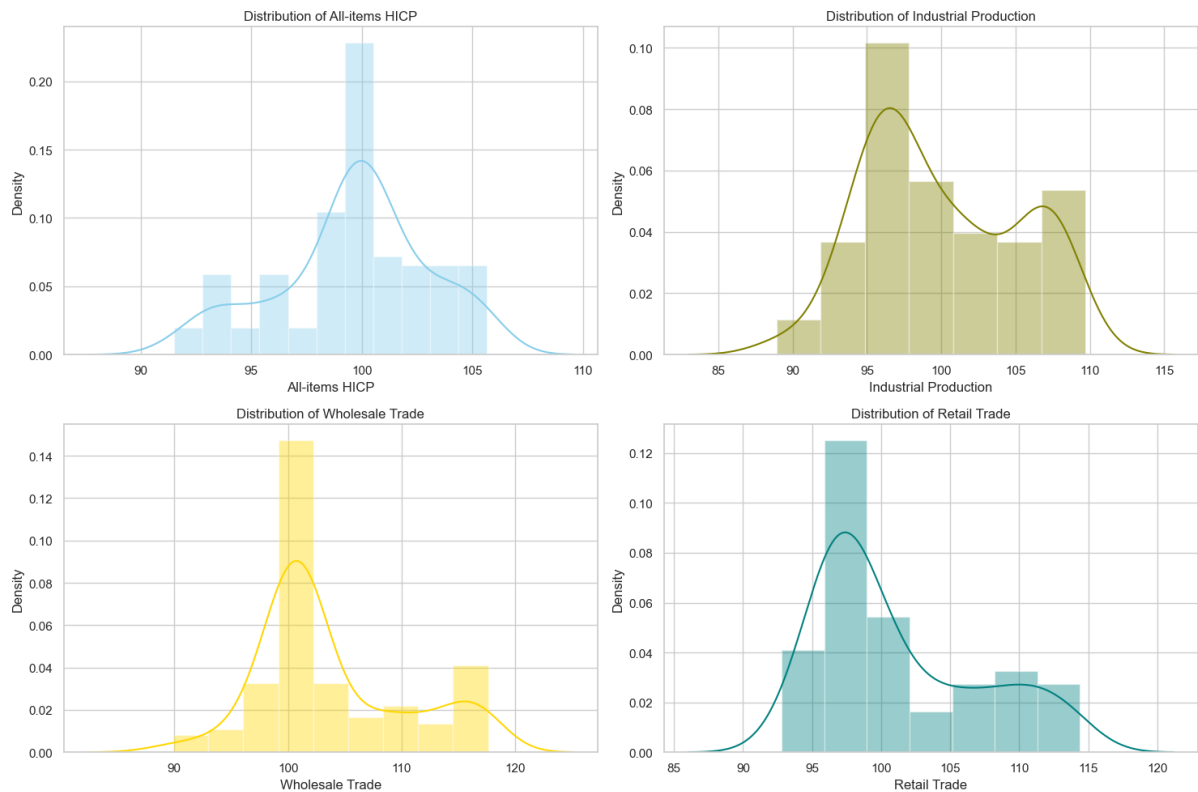 Distribution of All-items HICP
Density
0.20
0.15
0.10
0.05
0.00
90 95 100 105 110
All-items HICP
Distribution of Industrial Production
Density
0.10
0.08
0.06
0.04
0.02
0.00
85 90 95 100 105 110 115
Industrial Production
Distribution of Wholesale Trade
Density
0.14
0.12
0.10
0.08
0.06
0.04
0.02
0.00
90 100 110 120
Wholesale Trade
Distribution of Retail Trade
Density
0.12
0.10
0.08
0.06
0.04
0.02
0.00
85 90 95 100 105 110 115 120
Retail Trade